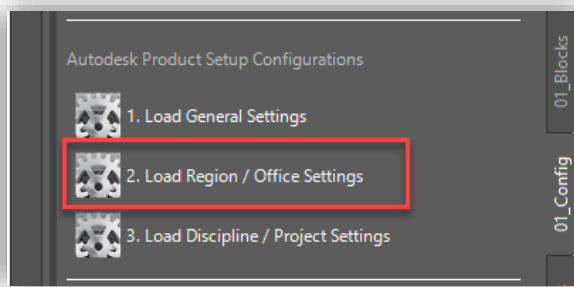 Autodesk Product Setup Configurations
1. Load General Settings
2. Load Region / Office Settings
3. Load Discipline / Project Settings
01_Blocks
01_Config